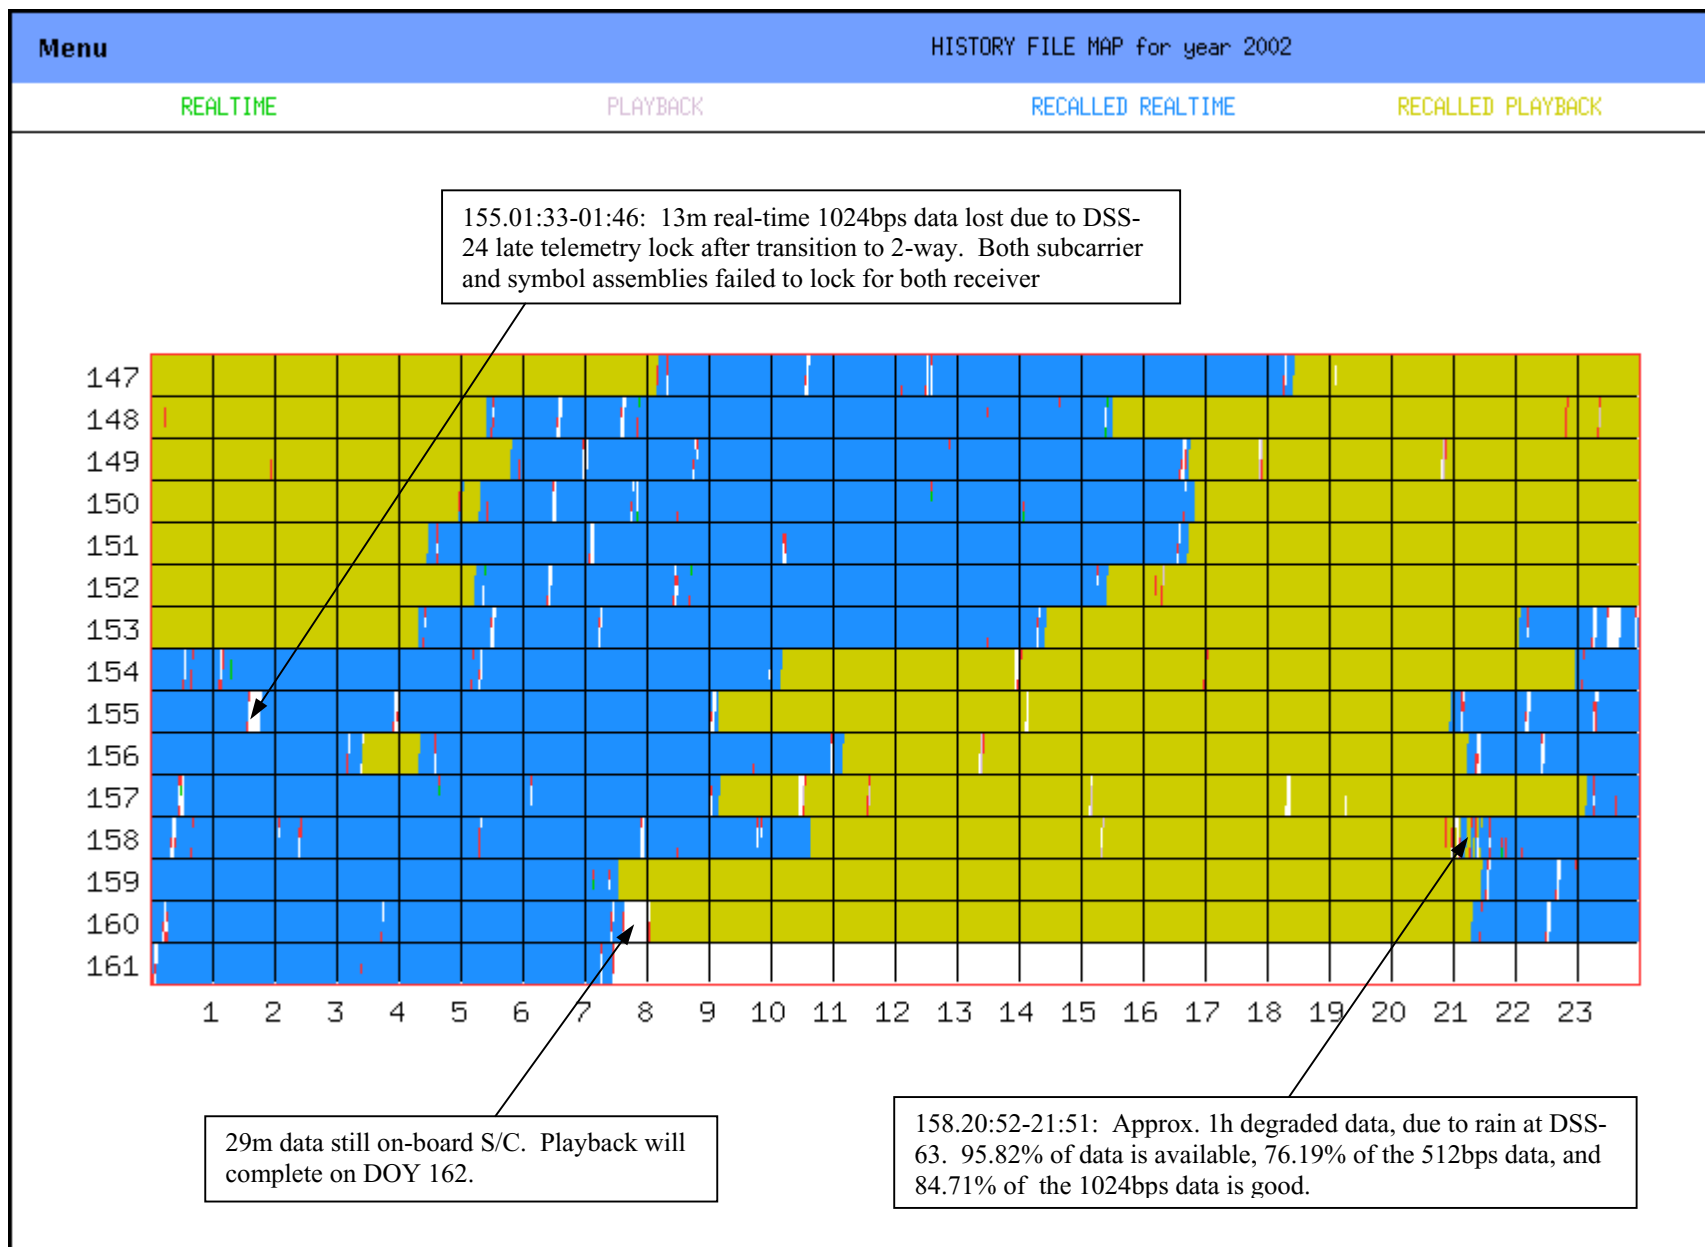 Menu
HISTORY FILE MAP for year 2002
REALTIME PLAYBACK RECALLED REALTIME RECALLED PLAYBACK
155.01:33-01:46: 13m real-time 1024bps data lost due to DSS-
24 late telemetry lock after transition to 2-way. Both subcarrier
and symbol assemblies failed to lock for both receiver
147
148
149
150
151
152
153
154
155
156
157
158
159
160
161
1 2 3 4 5 6 7 8 9 10 11 12 13 14 15 16 17 18 19 20 21 22 23
29m data still on-board S/C. Playback will
complete on DOY 162.
158.20:52-21:51: Approx. 1h degraded data, due to rain at DSS-
63. 95.82% of data is available, 76.19% of the 512bps data, and
84.71% of the 1024bps data is good.